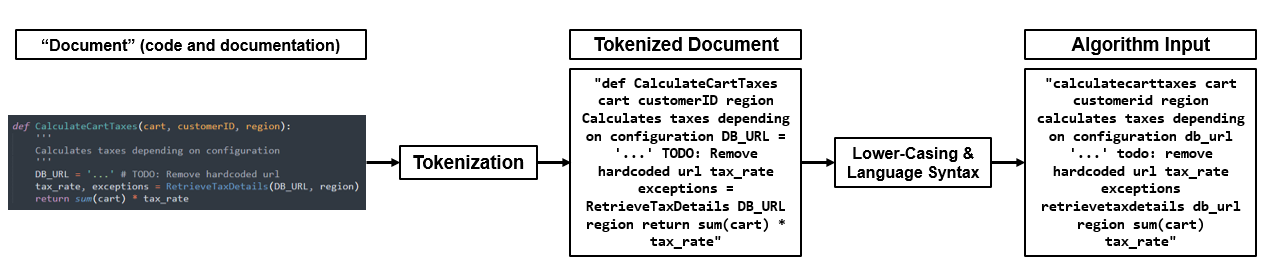 “Document” (code and documentation)
def CalculateCartTaxes(cart, customerID, region):
'''
Calculates taxes depending on configuration
'''
DB_URL = '...' # TODO: Remove hardcoded url
tax_rate, exceptions = RetrieveTaxDetails(DB_URL, region)
return sum(cart) * tax_rate
Tokenization
Tokenized Document
"def CalculateCartTaxes
cart customerID region
Calculates taxes depending
on configuration DB_URL =
'...' TODO: Remove
hardcoded url tax_rate
exceptions =
RetrieveTaxDetails DB_URL
region return sum(cart) *
tax_rate"
Lower-Casing &
Language Syntax
Algorithm Input
"calculatecarttaxes cart
customerid region
calculates taxes depending
on configuration db_url
'...' todo: remove
hardcoded url tax_rate
exceptions
retrievetaxdetails db_url
region sum(cart)
tax_rate"